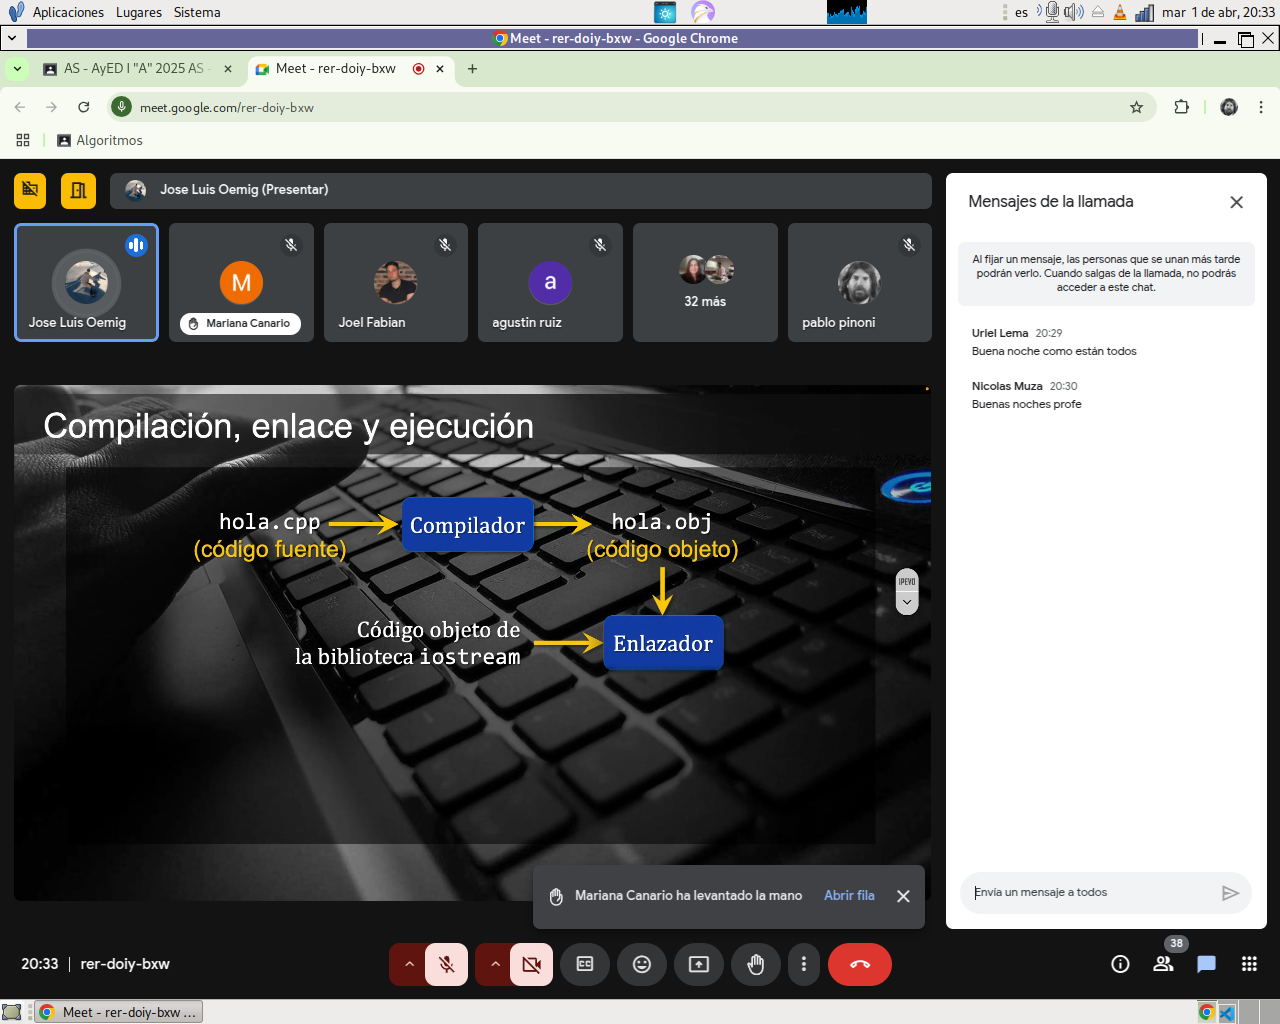 Aplicaciones Lugares Sistema
es
mar 1 de abr, 20:33
Meet - rer-doiy-bxw - Google Chrome
AS - AyED I "A" 2025 AS -
Meet - rer-doiy-bxw
meet.google.com/rer-doiy-bxw
Algoritmos
Jose Luis Oemig (Presentar)
Jose Luis Oemig
M
Mariana Canario
Joel Fabian
a
agustin ruiz
32 más
pablo pinoni
Compilación, enlace y ejecución
hola.cpp
(código fuente)
Compilador
hola.obj
(código objeto)
Código objeto de
la biblioteca iostream
Enlazador
IPEVO
Mariana Canario ha levantado la mano
Abrir fila
Mensajes de la llamada
Al fijar un mensaje, las personas que se unan más tarde
podrán verlo. Cuando salgas de la llamada, no podrás
acceder a este chat.
Uriel Lema 20:29
Buena noche como están todos
Nicolas Muza 20:30
Buenas noches profe
Envía un mensaje a todos
20:33 | rer-doiy-bxw
38
Meet - rer-doiy-bxw ...